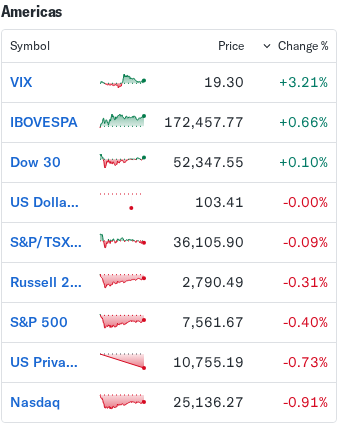 Americas
Symbol Price Change %
VIX 19.30 +3.21%
IBOVESPA 172,457.77 +0.66%
Dow 30 52,347.55 +0.10%
US Dolla... 103.41 -0.00%
S&P/TSX... 36,105.90 -0.09%
Russell 2... 2,790.49 -0.31%
S&P 500 7,561.67 -0.40%
US Priva... 10,755.19 -0.73%
Nasdaq 25,136.27 -0.91%